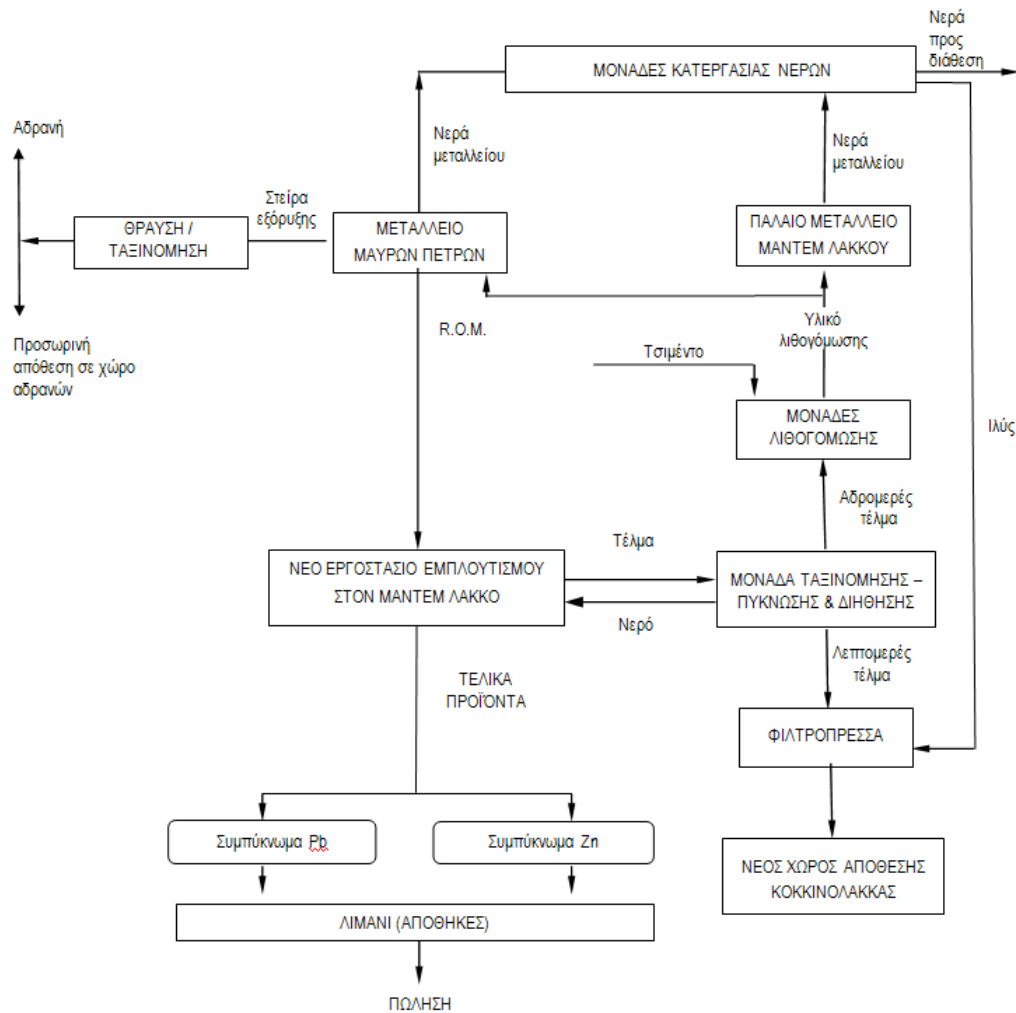 Νερά
προς
διάθεση
ΜΟΝΑΔΕΣ ΚΑΤΕΡΓΑΣΙΑΣ ΝΕΡΩΝ
Αδρανή
Νερά
μεταλλείου
Νερά
μεταλλείου
Στείρα
εξόρυξης
ΘΡΑΥΣΗ /
ΤΑΞΙΝΟΜΗΣΗ
ΜΕΤΑΛΛΕΙΟ
ΜΑΥΡΩΝ ΠΕΤΡΩΝ
ΠΑΛΑΙΟ ΜΕΤΑΛΛΕΙΟ
ΜΑΝΤΕΜ ΛΑΚΚΟΥ
Προσωρινή
απόθεση σε χώρο
αδρανών
R.O.M.
Υλικό
λιθογόμωσης
Τσιμέντο
ΜΟΝΑΔΕΣ
ΛΙΘΟΓΟΜΩΣΗΣ
Ιλύς
Αδρομερές
τέλμα
Τέλμα
ΝΕΟ ΕΡΓΟΣΤΑΣΙΟ ΕΜΠΛΟΥΤΙΣΜΟΥ
ΣΤΟΝ ΜΑΝΤΕΜ ΛΑΚΚΟ
ΜΟΝΑΔΑ ΤΑΞΙΝΟΜΗΣΗΣ –
ΠΥΚΝΩΣΗΣ & ΔΙΗΘΗΣΗΣ
Νερό
Λεπτομερές
τέλμα
ΤΕΛΙΚΑ
ΠΡΟΪΟΝΤΑ
ΦΙΛΤΡΟΠΡΕΣΣΑ
Συμπύκνωμα Pb
Συμπύκνωμα Zn
ΝΕΟΣ ΧΩΡΟΣ ΑΠΟΘΕΣΗΣ
ΚΟΚΚΙΝΟΛΑΚΚΑΣ
ΛΙΜΑΝΙ (ΑΠΟΘΗΚΕΣ)
ΠΩΛΗΣΗ